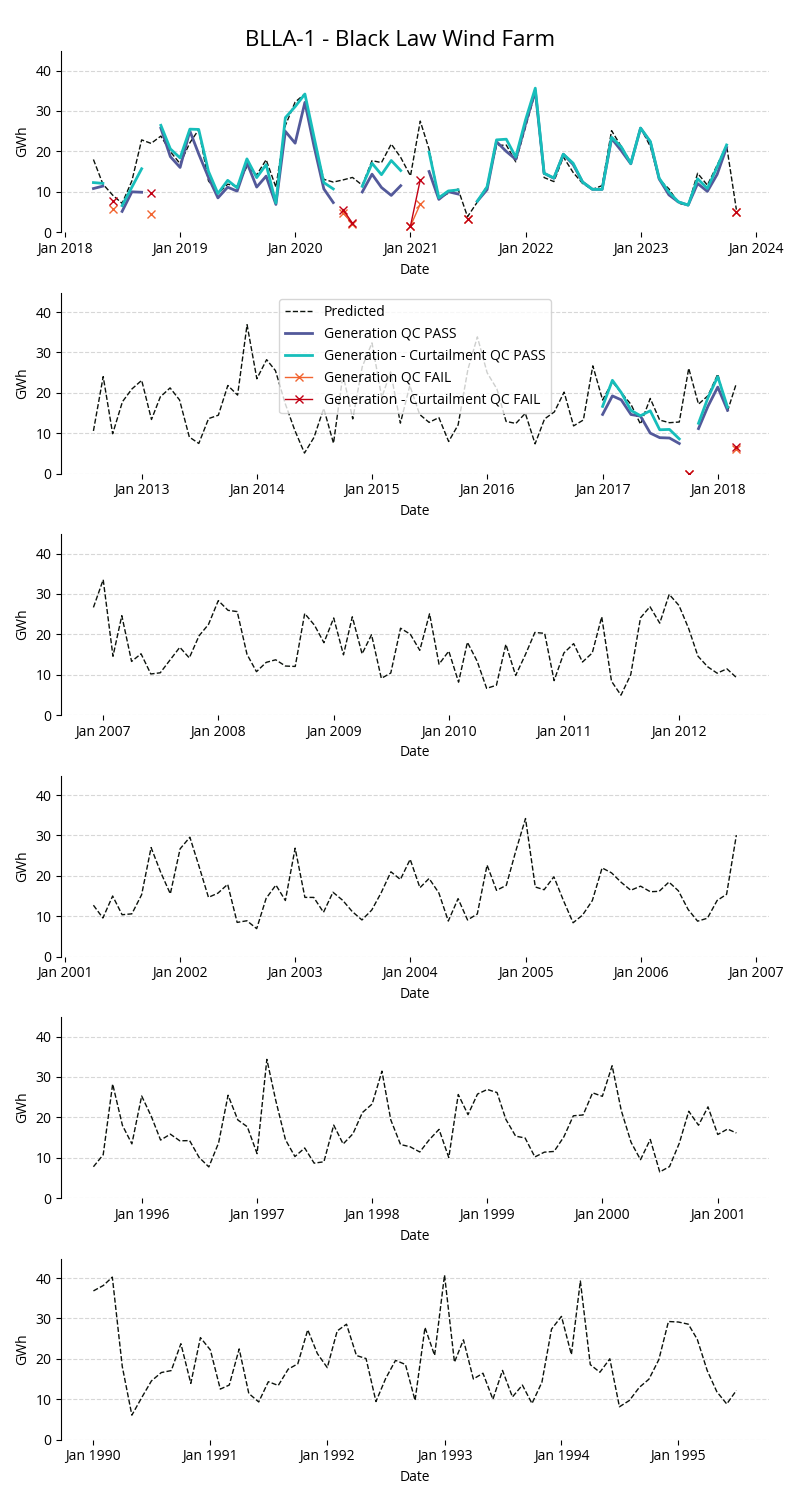 BLLA-1 - Black Law Wind Farm
40
30
20
10
0
GWh
Jan 2018 Jan 2019 Jan 2020 Jan 2021 Jan 2022 Jan 2023 Jan 2024
Date
40
30
20
10
0
GWh
Predicted
Generation QC PASS
Generation - Curtailment QC PASS
Generation QC FAIL
Generation - Curtailment QC FAIL
Jan 2013 Jan 2014 Jan 2015 Jan 2016 Jan 2017 Jan 2018
Date
40
30
20
10
0
GWh
Jan 2007 Jan 2008 Jan 2009 Jan 2010 Jan 2011 Jan 2012
Date
40
30
20
10
0
GWh
Jan 2001 Jan 2002 Jan 2003 Jan 2004 Jan 2005 Jan 2006 Jan 2007
Date
40
30
20
10
0
GWh
Jan 1996 Jan 1997 Jan 1998 Jan 1999 Jan 2000 Jan 2001
Date
40
30
20
10
0
GWh
Jan 1990 Jan 1991 Jan 1992 Jan 1993 Jan 1994 Jan 1995
Date